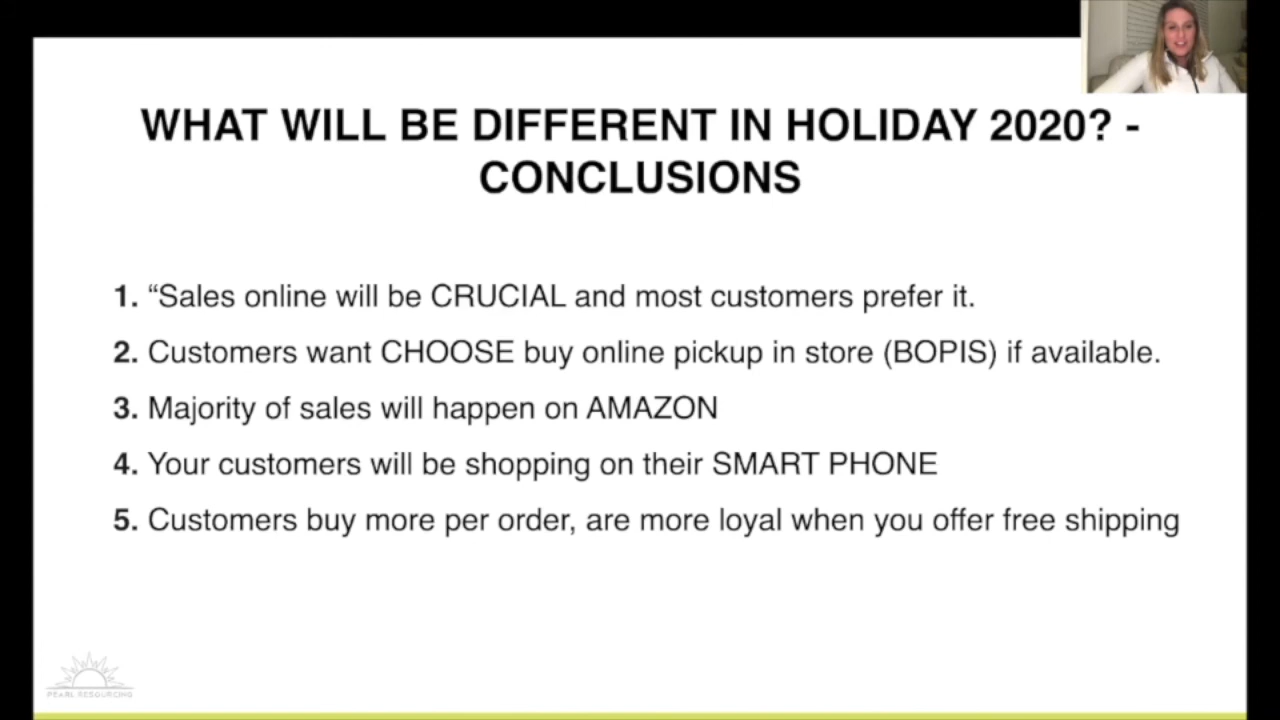 WHAT WILL BE DIFFERENT IN HOLIDAY 2020? -
CONCLUSIONS
1. “Sales online will be CRUCIAL and most customers prefer it.
2. Customers want CHOOSE buy online pickup in store (BOPIS) if available.
3. Majority of sales will happen on AMAZON
4. Your customers will be shopping on their SMART PHONE
5. Customers buy more per order, are more loyal when you offer free shipping
PEARL RESOURCING